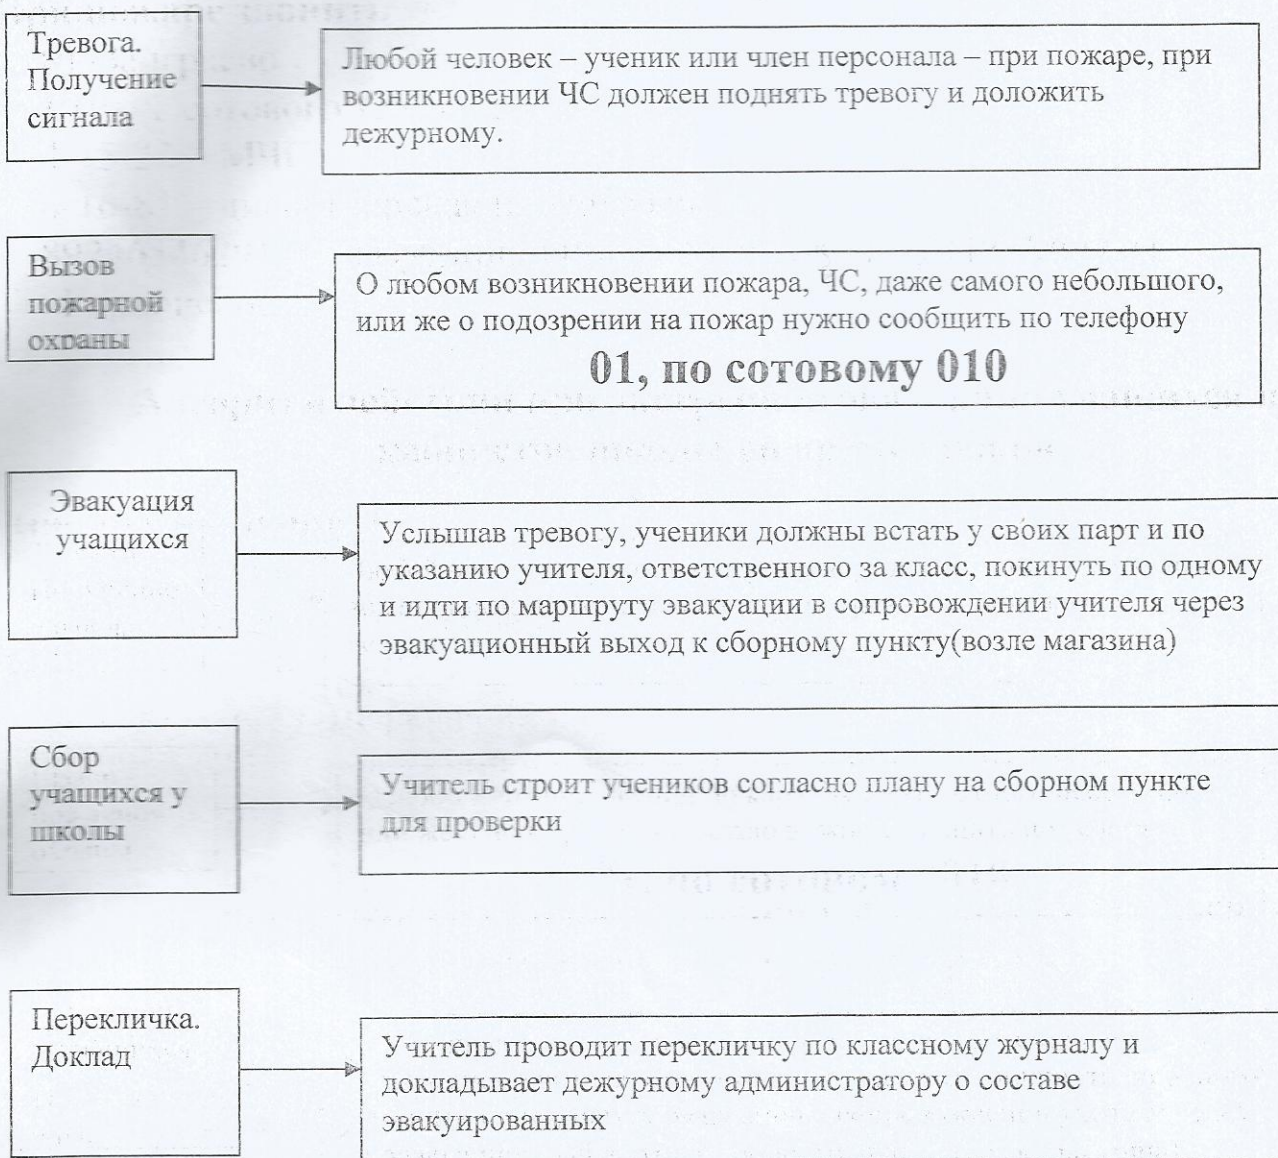 Тревога.
Получение
сигнала
Любой человек – ученик или член персонала – при пожаре, при
возникновении ЧС должен поднять тревогу и доложить
дежурному.
Вызов
пожарной
охраны
О любом возникновении пожара, ЧС, даже самого небольшого,
или же о подозрении на пожар нужно сообщить по телефону
01, по сотовому 010
Эвакуация
учащихся
Услышав тревогу, ученики должны встать у своих парт и по
указанию учителя, ответственного за класс, покинуть по одному
и идти по маршруту эвакуации в сопровождении учителя через
эвакуационный выход к сборному пункту(возле магазина)
Сбор
учащихся у
школы
Учитель строит учеников согласно плану на сборном пункте
для проверки
Перекличка.
Доклад
Учитель проводит перекличку по классному журналу и
докладывает дежурному администратору о составе
эвакуированных